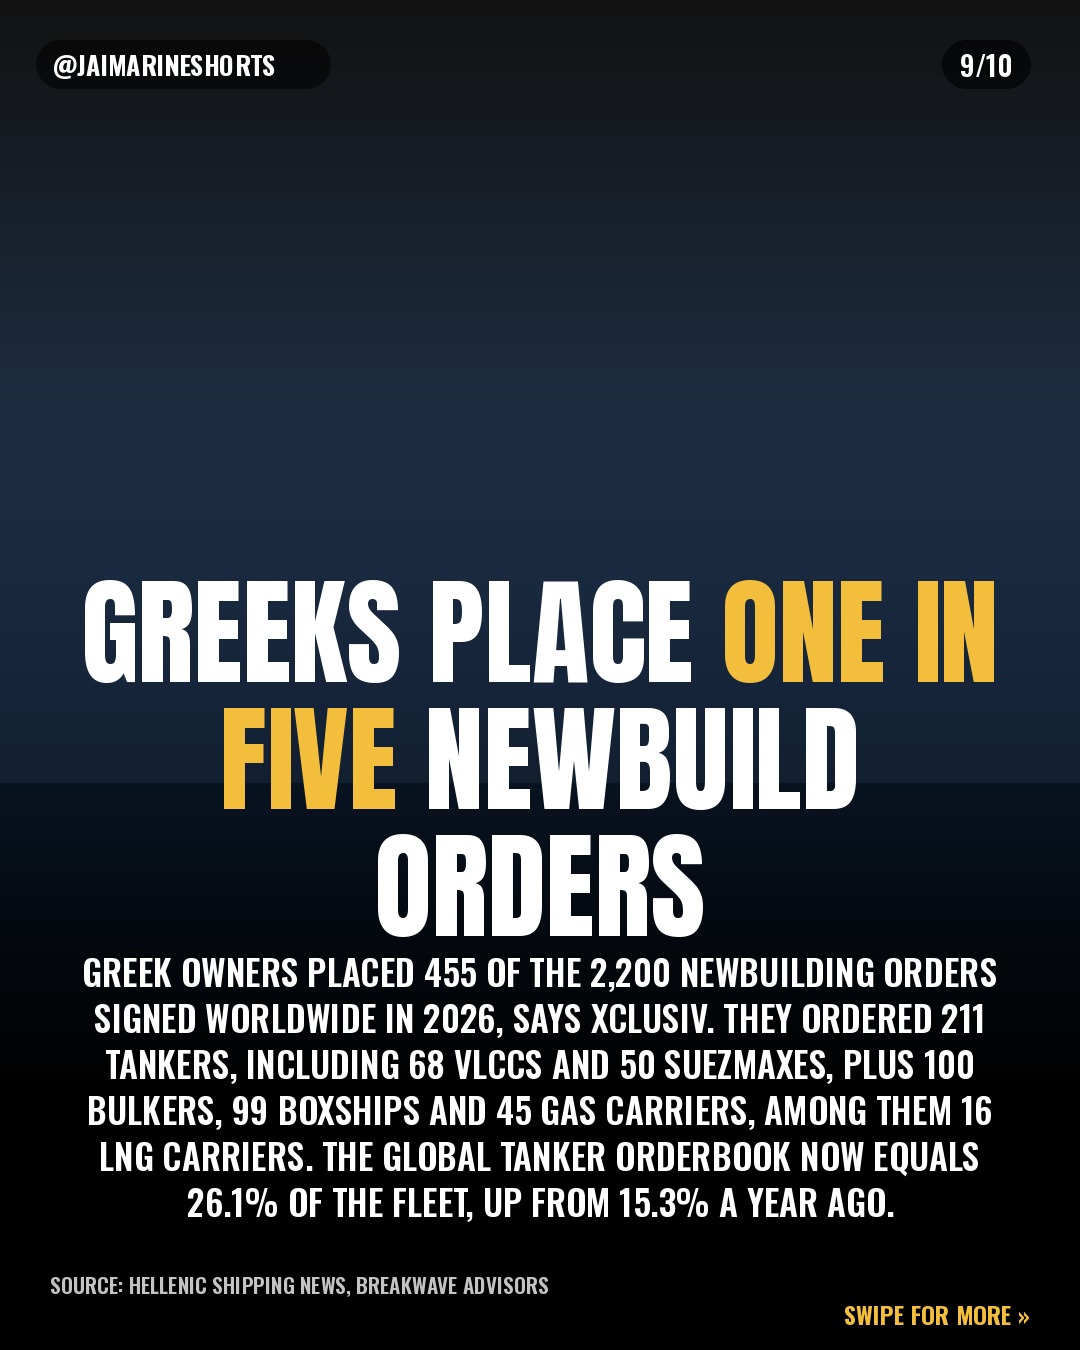 @JAIMARINESHORTS
9/10
GREEKS PLACE ONE IN
FIVE NEWBUILD
ORDERS
GREEK OWNERS PLACED 455 OF THE 2,200 NEWBUILDING ORDERS
SIGNED WORLDWIDE IN 2026, SAYS XCLUSIV. THEY ORDERED 211
TANKERS, INCLUDING 68 VLCCS AND 50 SUEZMAXES, PLUS 100
BULKERS, 99 BOXSHIPS AND 45 GAS CARRIERS, AMONG THEM 16
LNG CARRIERS. THE GLOBAL TANKER ORDERBOOK NOW EQUALS
26.1% OF THE FLEET, UP FROM 15.3% A YEAR AGO.
SOURCE: HELLENIC SHIPPING NEWS, BREAKWAVE ADVISORS
SWIPE FOR MORE »